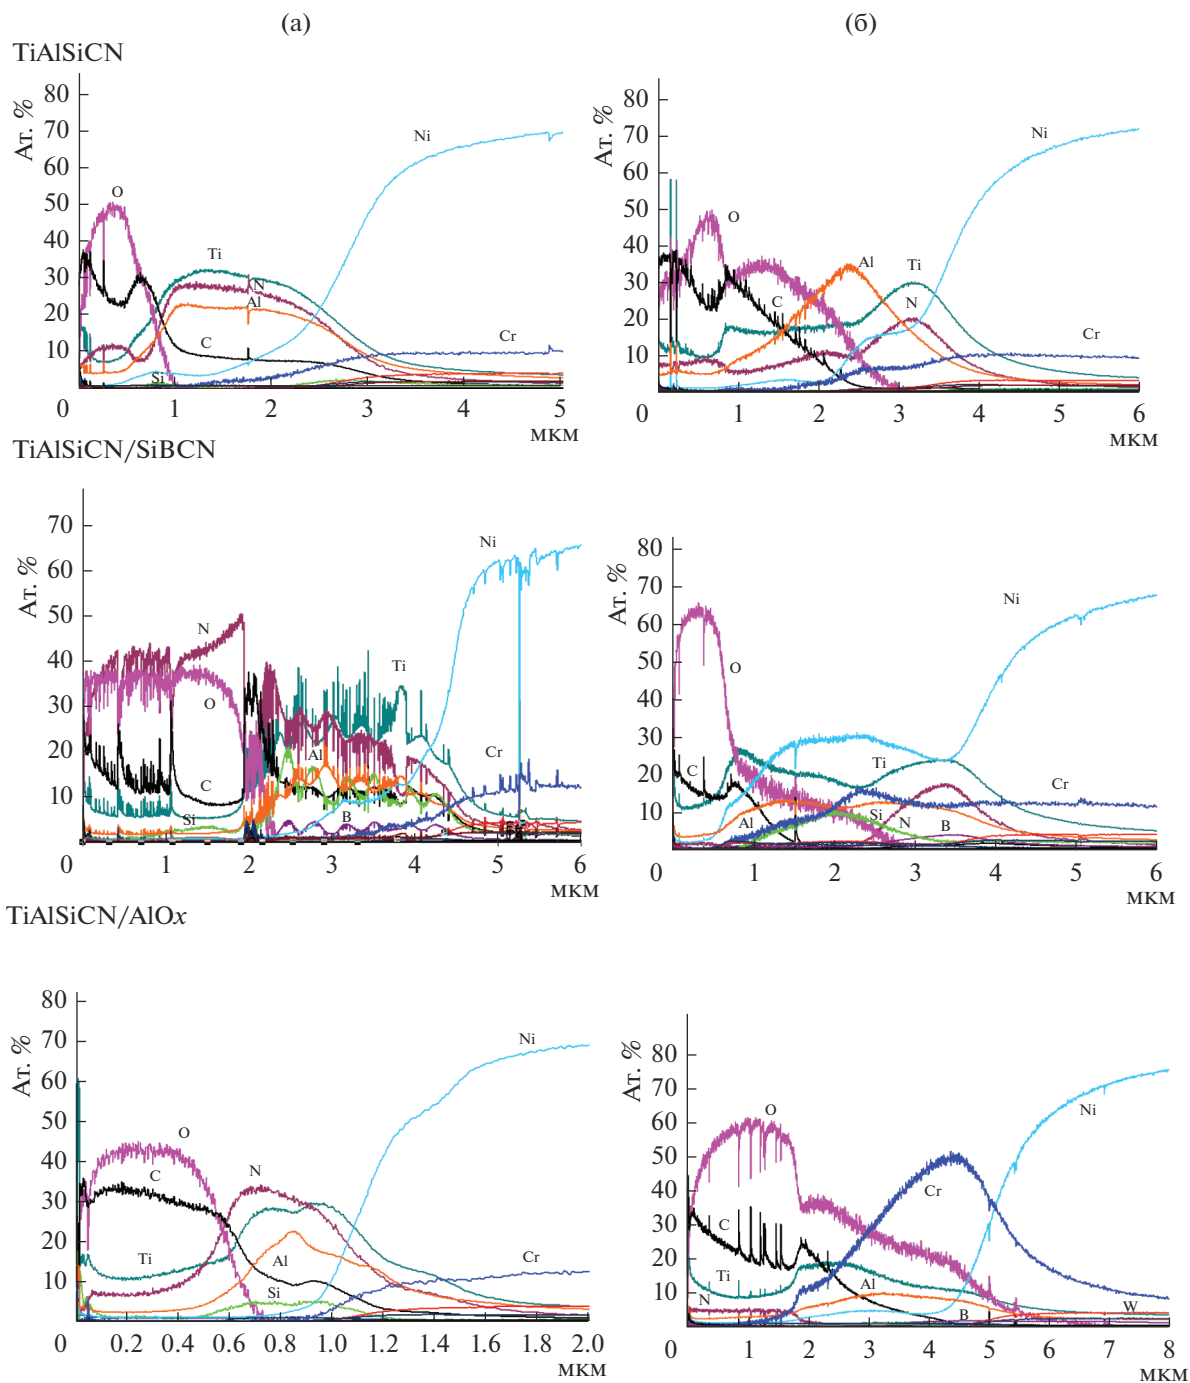 (а) (б)
TiAlSiCN
Ат. %
80
70
60
50
40
30
20
10
0 1 2 3 4 5
мкм
O
Ti
N
Al
C
Si
Ni
Cr
Ат. %
80
70
60
50
40
30
20
10
0 1 2 3 4 5 6
мкм
O
C
Al
Ti
N
Ni
Cr
TiAlSiCN/SiBCN
Ат. %
70
60
50
40
30
20
10
0 1 2 3 4 5 6
мкм
N
O
C
Si
Al
B
Ti
Ni
Cr
Ат. %
80
70
60
50
40
30
20
10
0 1 2 3 4 5 6
мкм
O
C
Al
Ti
Si
N
B
Ni
Cr
TiAlSiCN/AlOx
Ат. %
80
70
60
50
40
30
20
10
0 0.2 0.4 0.6 0.8 1.0 1.2 1.4 1.6 1.8 2.0
мкм
O
C
N
Ti
Al
Si
Ni
Cr
Ат. %
80
70
60
50
40
30
20
10
0 1 2 3 4 5 6 7 8
мкм
O
C
Ti
N
Al
Cr
B
Ni
W